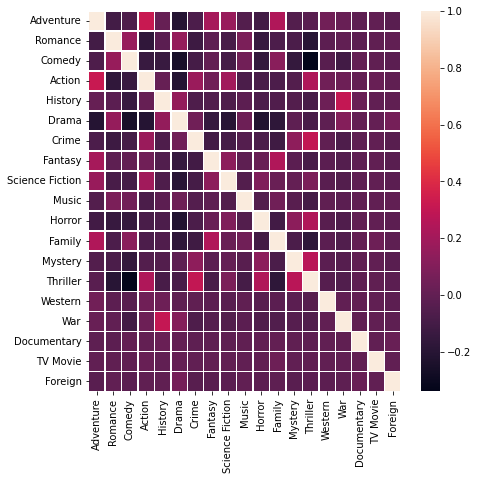 Adventure
Romance
Comedy
Action
History
Drama
Crime
Fantasy
Science Fiction
Music
Horror
Family
Mystery
Thriller
Western
War
Documentary
TV Movie
Foreign
Adventure
Romance
Comedy
Action
History
Drama
Crime
Fantasy
Science Fiction
Music
Horror
Family
Mystery
Thriller
Western
War
Documentary
TV Movie
Foreign
1.0
0.8
0.6
0.4
0.2
0.0
−0.2